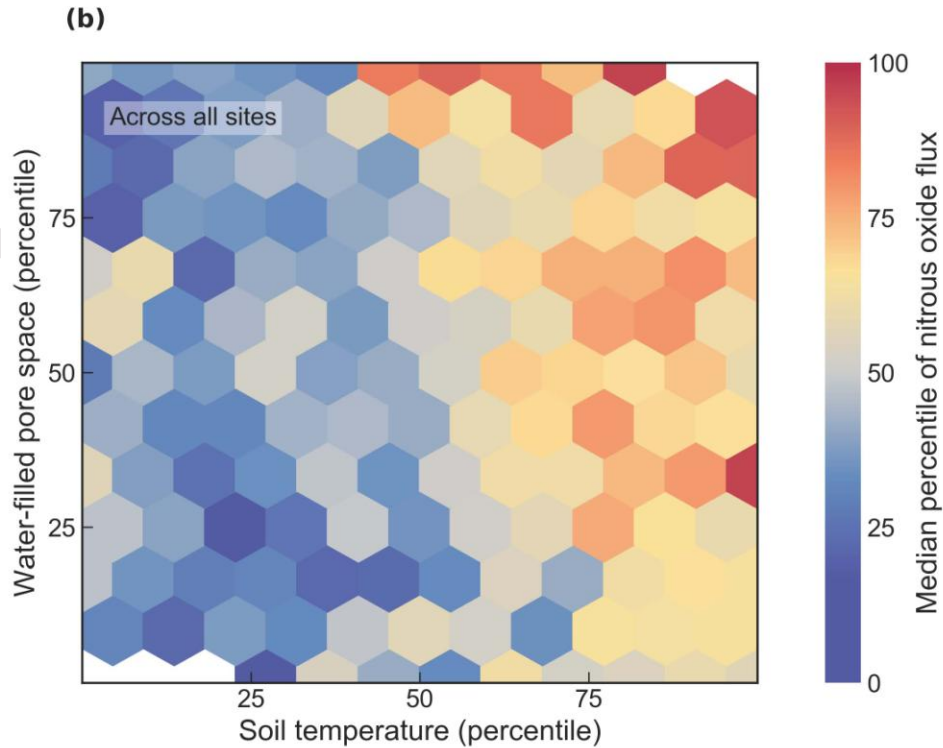 (b)
Across all sites
Water-filled pore space (percentile)
75
50
25
25
50
75
Soil temperature (percentile)
100
75
50
25
0
Median percentile of nitrous oxide flux